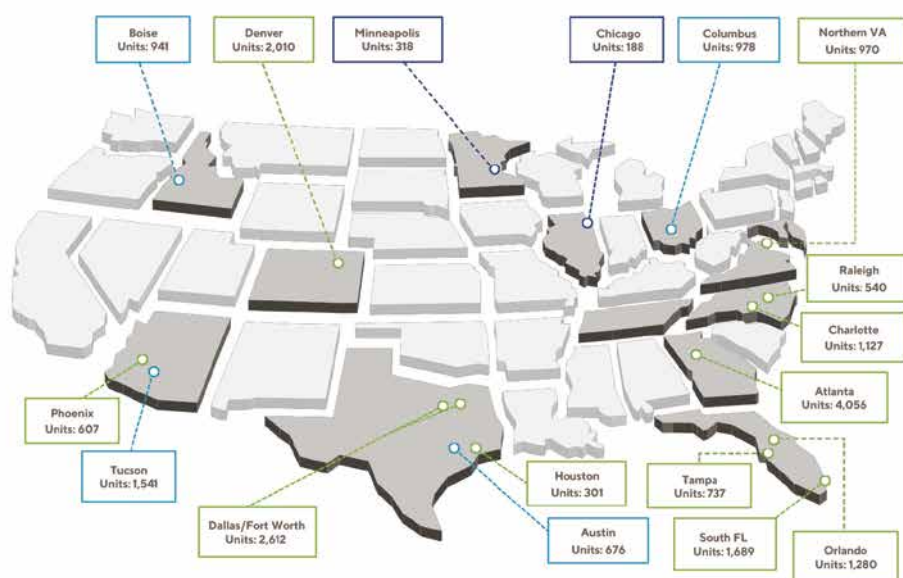 Boise
Units: 941
Denver
Units: 2,010
Minneapolis
Units: 318
Chicago
Units: 188
Columbus
Units: 978
Northern VA
Units: 970
Raleigh
Units: 540
Charlotte
Units: 1,127
Atlanta
Units: 4,056
Phoenix
Units: 607
Tucson
Units: 1,541
Houston
Units: 301
Tampa
Units: 737
Dallas/Fort Worth
Units: 2,612
Austin
Units: 676
South FL
Units: 1,689
Orlando
Units: 1,280